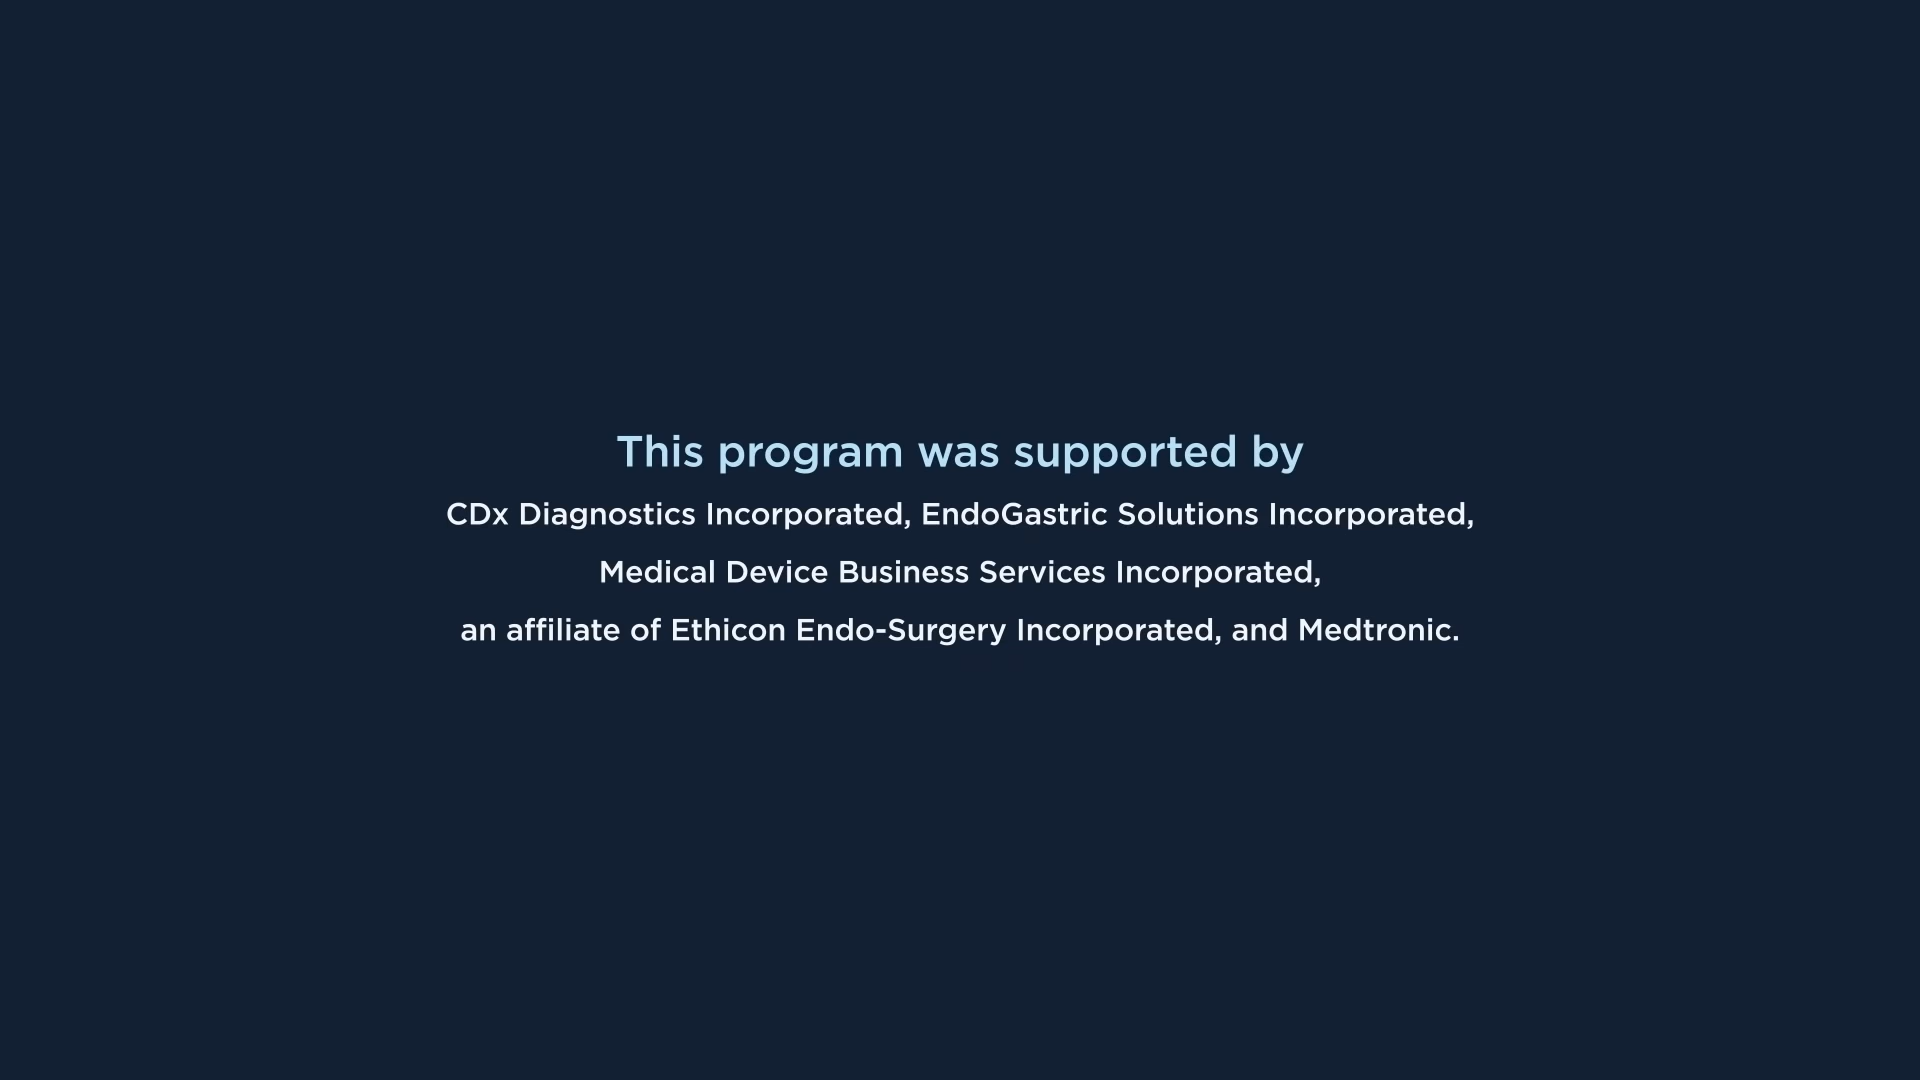 This program was supported by
CDx Diagnostics Incorporated, EndoGastric Solutions Incorporated,
Medical Device Business Services Incorporated,
an affiliate of Ethicon Endo-Surgery Incorporated, and Medtronic.